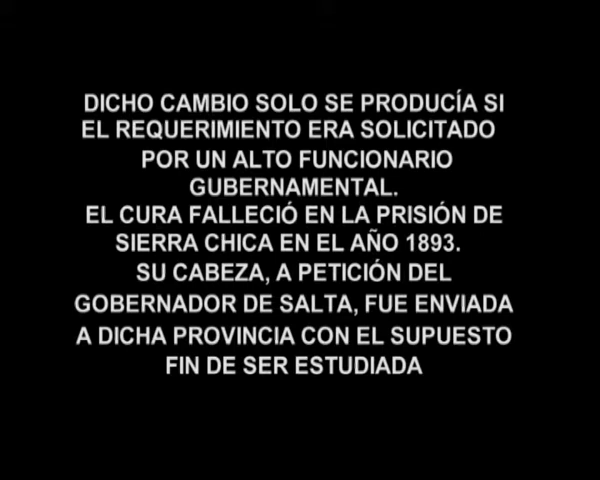 DICHO CAMBIO SOLO SE PRODUCÍA SI
EL REQUERIMIENTO ERA SOLICITADO
POR UN ALTO FUNCIONARIO
GUBERNAMENTAL.
EL CURA FALLECIÓ EN LA PRISIÓN DE
SIERRA CHICA EN EL AÑO 1893.
SU CABEZA, A PETICIÓN DEL
GOBERNADOR DE SALTA, FUE ENVIADA
A DICHA PROVINCIA CON EL SUPUESTO
FIN DE SER ESTUDIADA